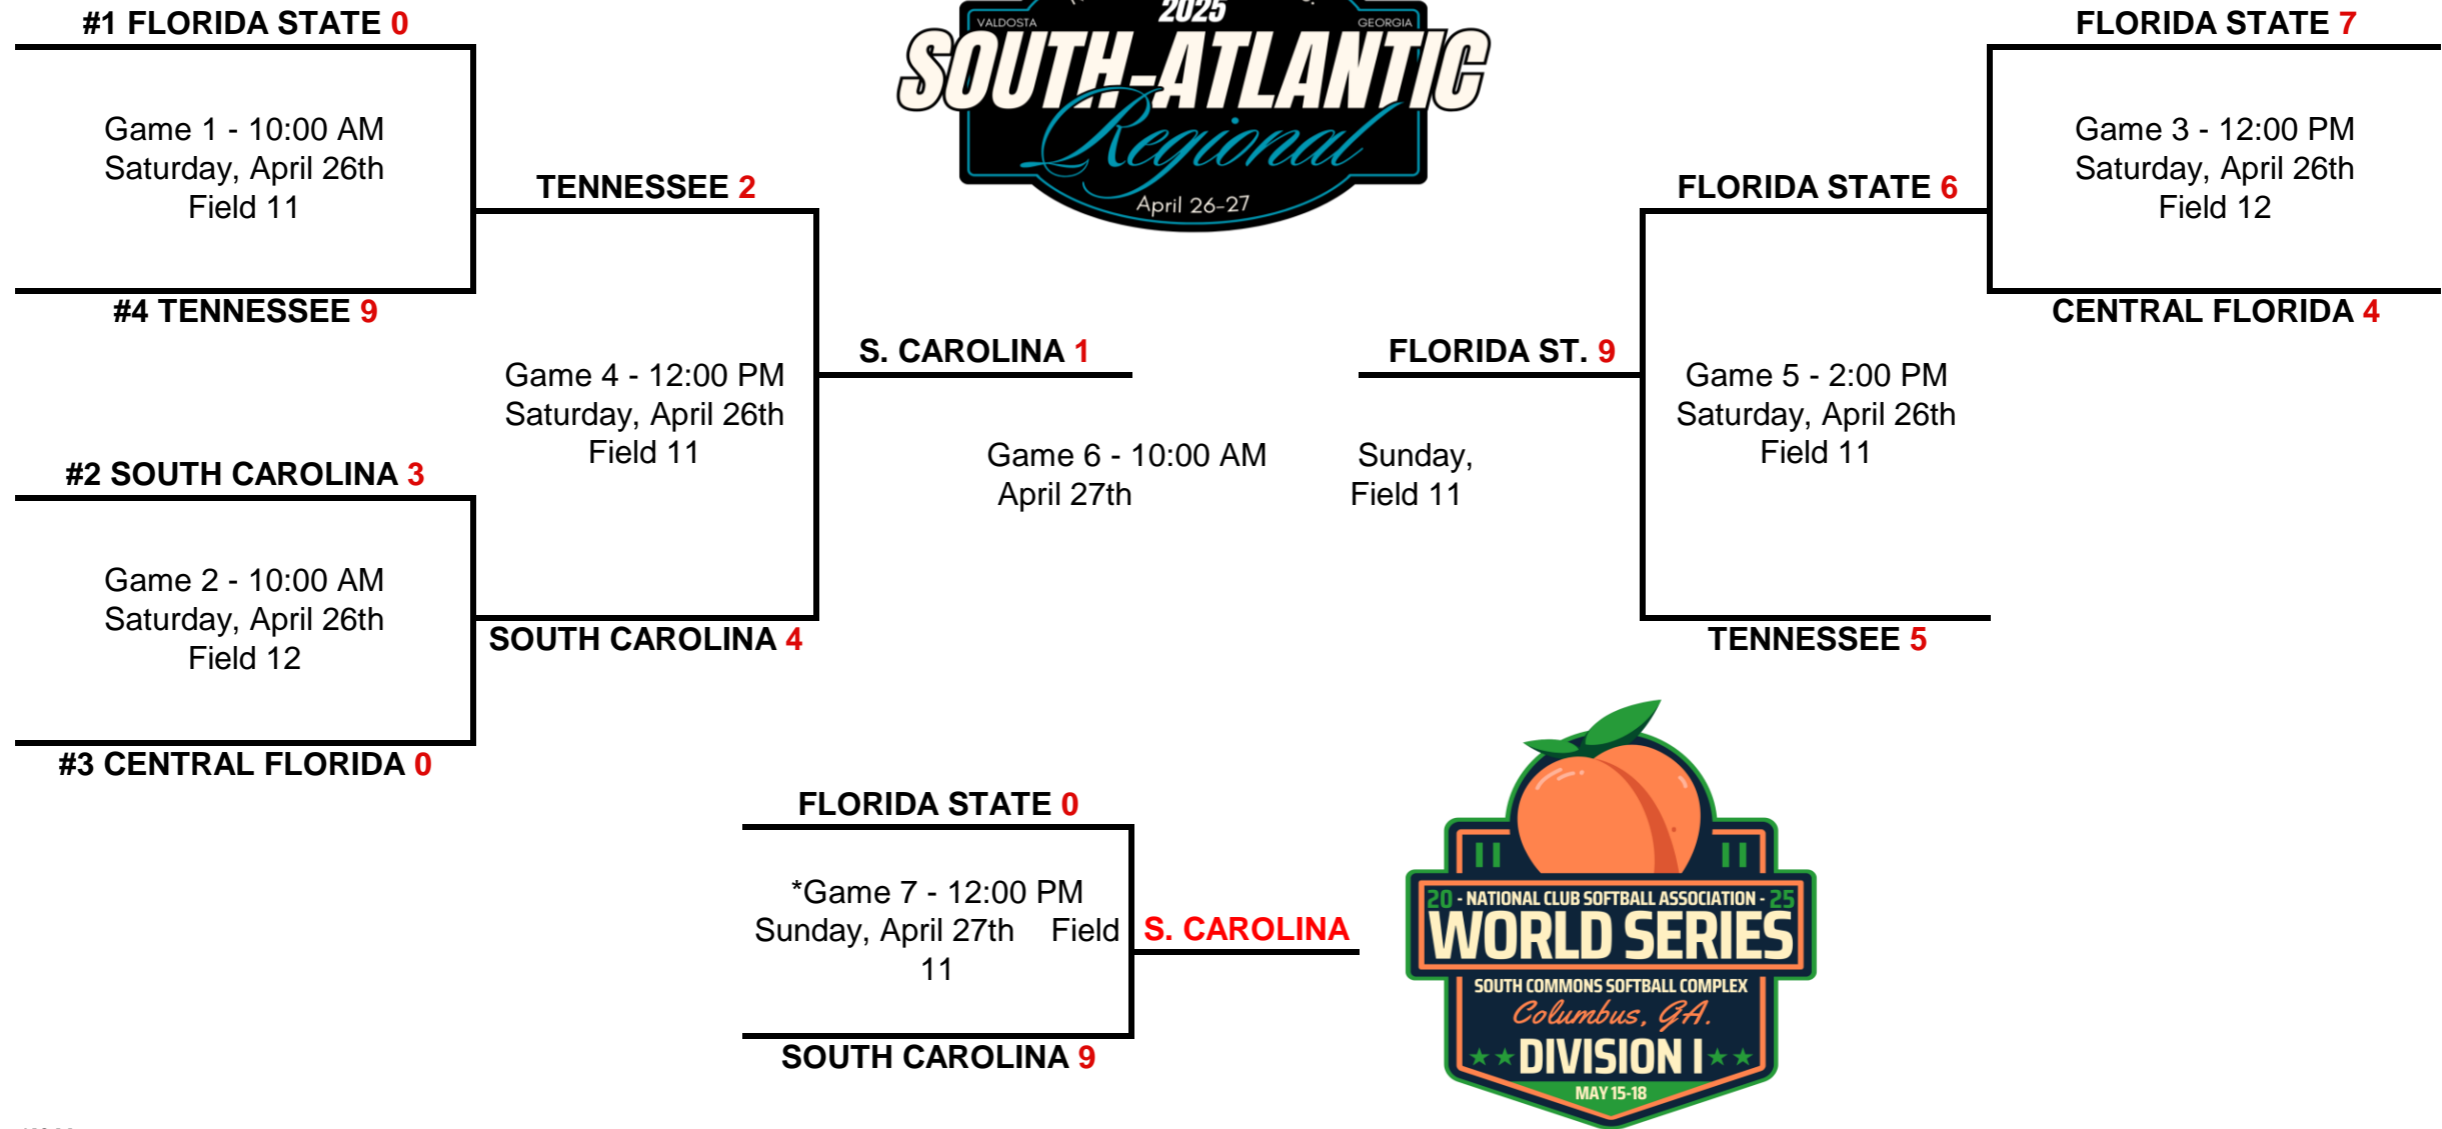 #1 FLORIDA STATE 0
Game 1 - 10:00 AM
Saturday, April 26th
Field 11
#4 TENNESSEE 9
#2 SOUTH CAROLINA 3
Game 2 - 10:00 AM
Saturday, April 26th
Field 12
#3 CENTRAL FLORIDA 0
TENNESSEE 2
Game 4 - 12:00 PM
Saturday, April 26th
Field 11
SOUTH CAROLINA 4
2025
VALDOSTA
GEORGIA
SOUTH-ATLANTIC
Regional
April 26-27
S. CAROLINA 1
FLORIDA ST. 9
Game 6 - 10:00 AM Sunday,
April 27th Field 11
FLORIDA STATE 7
Game 3 - 12:00 PM
Saturday, April 26th
Field 12
CENTRAL FLORIDA 4
FLORIDA STATE 6
Game 5 - 2:00 PM
Saturday, April 26th
Field 11
TENNESSEE 5
FLORIDA STATE 0
*Game 7 - 12:00 PM
Sunday, April 27th Field
11
SOUTH CAROLINA 9
S. CAROLINA
20 - NATIONAL CLUB SOFTBALL ASSOCIATION - 25
WORLD SERIES
SOUTH COMMONS SOFTBALL COMPLEX
Columbus, GA.
DIVISION I
MAY 15-18